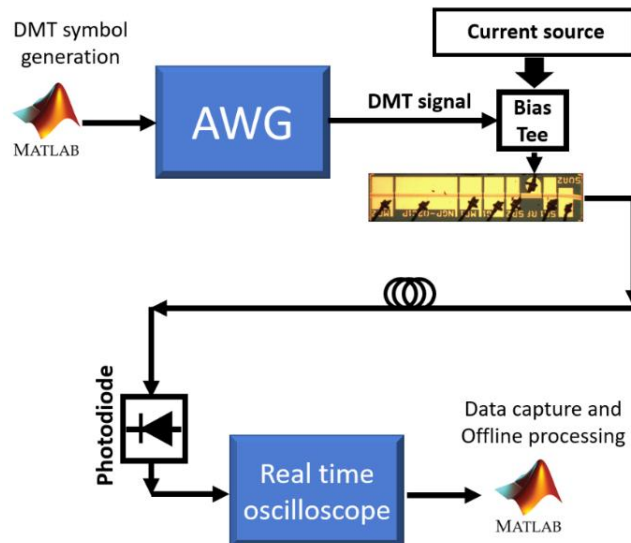 DMT symbol
generation
MATLAB
AWG
DMT signal
Current source
Bias
Tee
Photodiode
Real time
oscilloscope
Data capture and
Offline processing
MATLAB